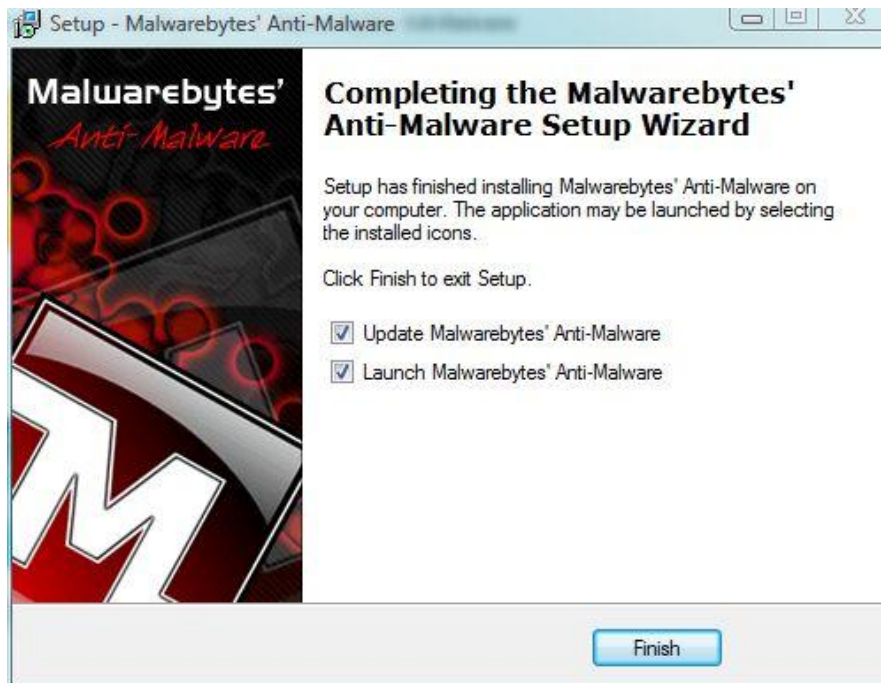 Setup - Malwarebytes' Anti-Malware
Malwarebytes'
Anti-Malware
Completing the Malwarebytes'
Anti-Malware Setup Wizard
Setup has finished installing Malwarebytes' Anti-Malware on
your computer. The application may be launched by selecting
the installed icons.
Click Finish to exit Setup.
Update Malwarebytes' Anti-Malware
Launch Malwarebytes' Anti-Malware
M
Finish